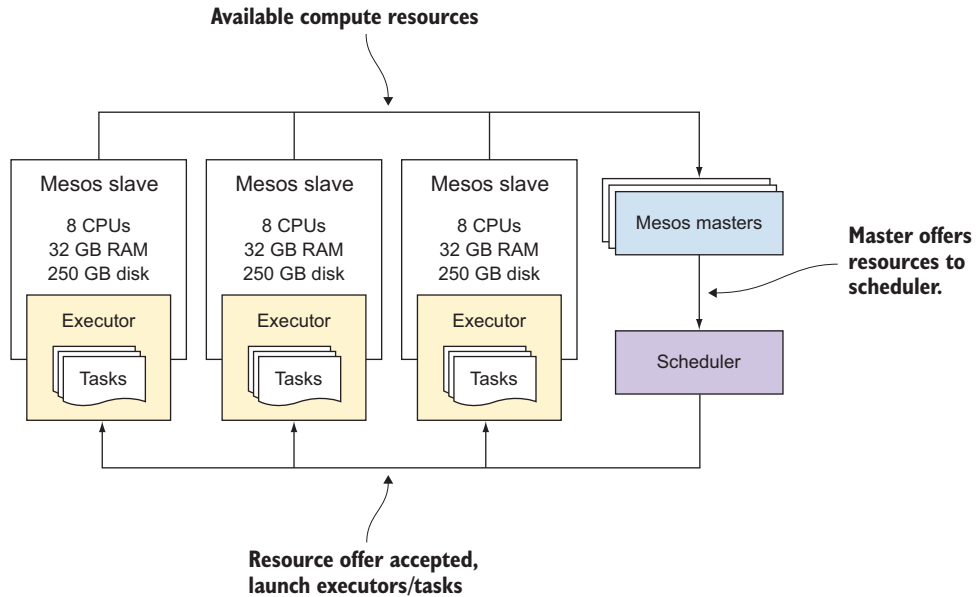 Available compute resources
Mesos slave
8 CPUs
32 GB RAM
250 GB disk
Executor
Tasks
Mesos slave
8 CPUs
32 GB RAM
250 GB disk
Executor
Tasks
Mesos slave
8 CPUs
32 GB RAM
250 GB disk
Executor
Tasks
Mesos masters
Master offers
resources to
scheduler.
Scheduler
Resource offer accepted,
launch executors/tasks